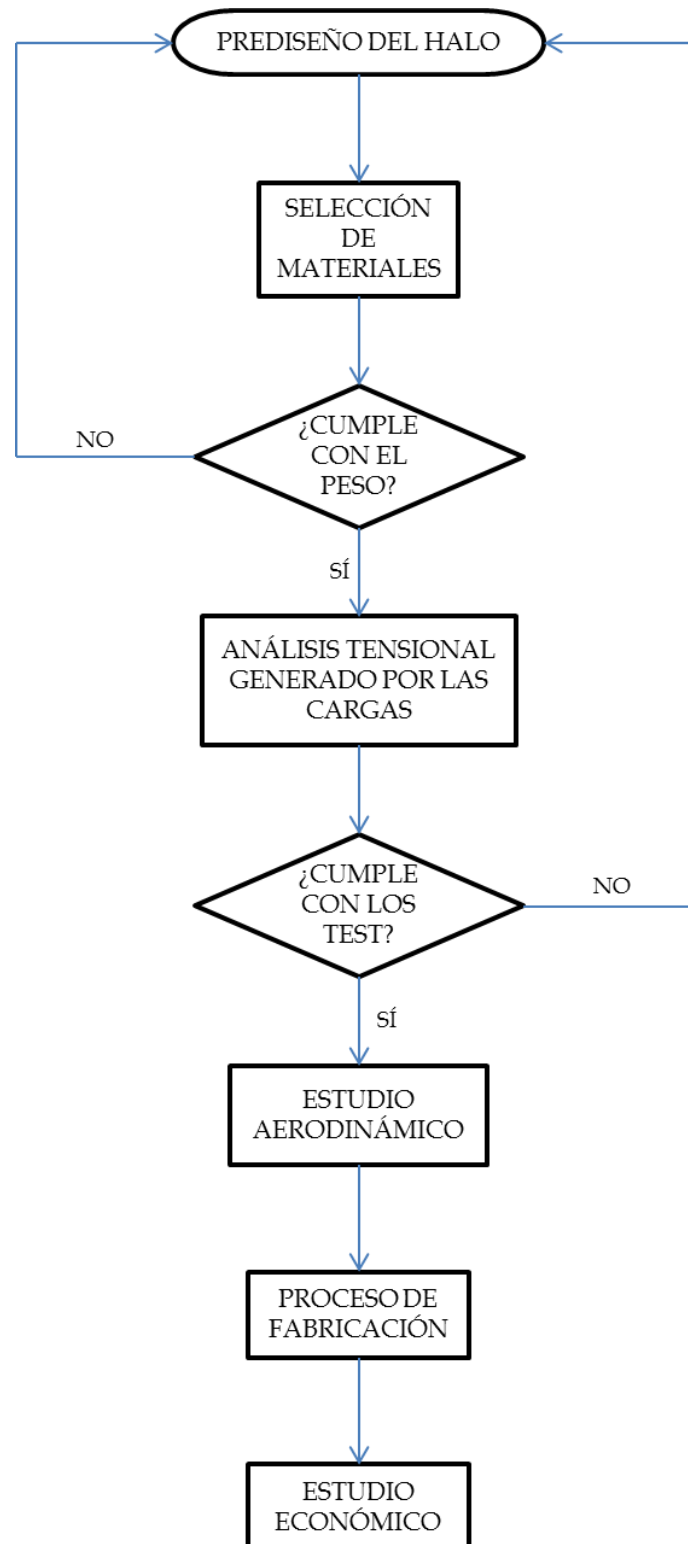 PREDISEÑO DEL HALO
SELECCIÓN
DE
MATERIALES
¿CUMPLE
CON EL
PESO?
NO
SÍ
ANÁLISIS TENSIONAL
GENERADO POR LAS
CARGAS
¿CUMPLE
CON LOS
TEST?
NO
SÍ
ESTUDIO
AERODINÁMICO
PROCESO DE
FABRICACIÓN
ESTUDIO
ECONÓMICO